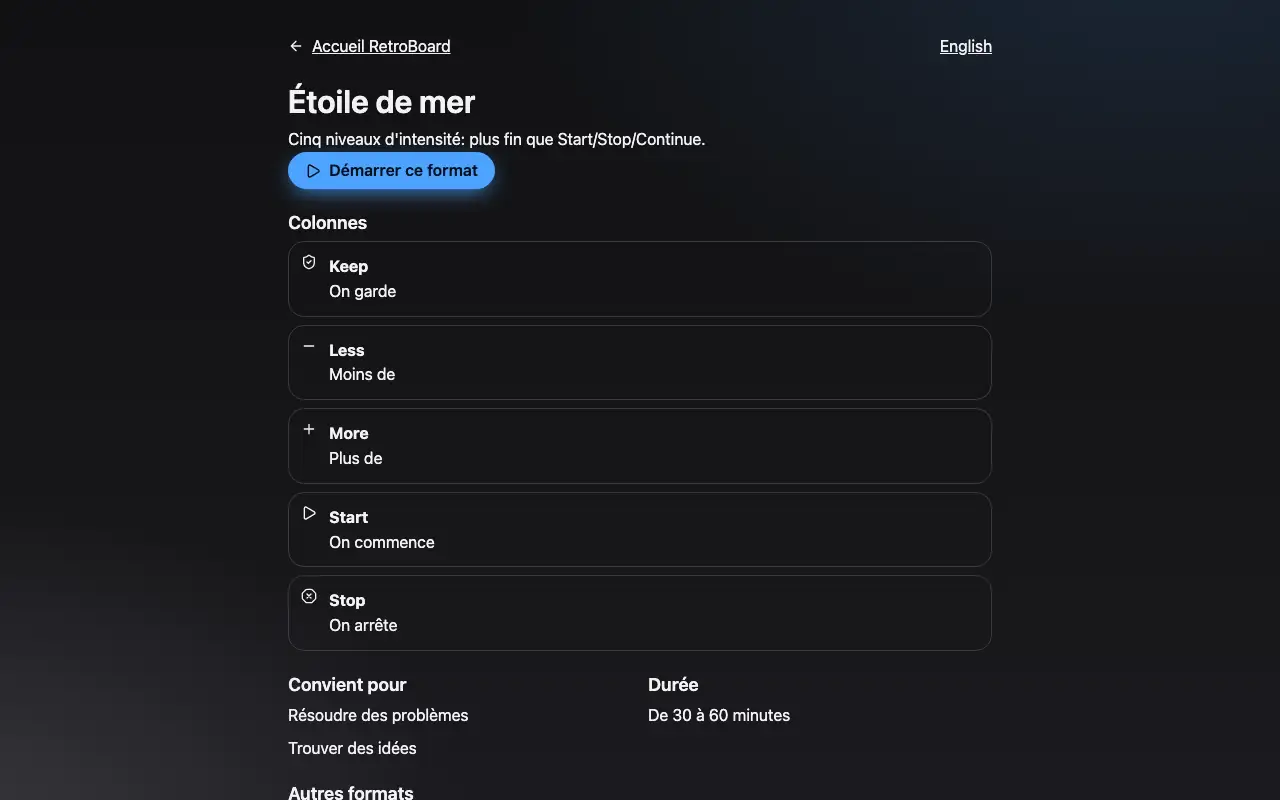 Accueil RetroBoard
English
Étoile de mer
Cinq niveaux d'intensité: plus fin que Start/Stop/Continue.
Démarrer ce format
Colonnes
Keep
On garde
Less
Moins de
More
Plus de
Start
On commence
Stop
On arrête
Convient pour
Résoudre des problèmes
Trouver des idées
Durée
De 30 à 60 minutes
Autres formats